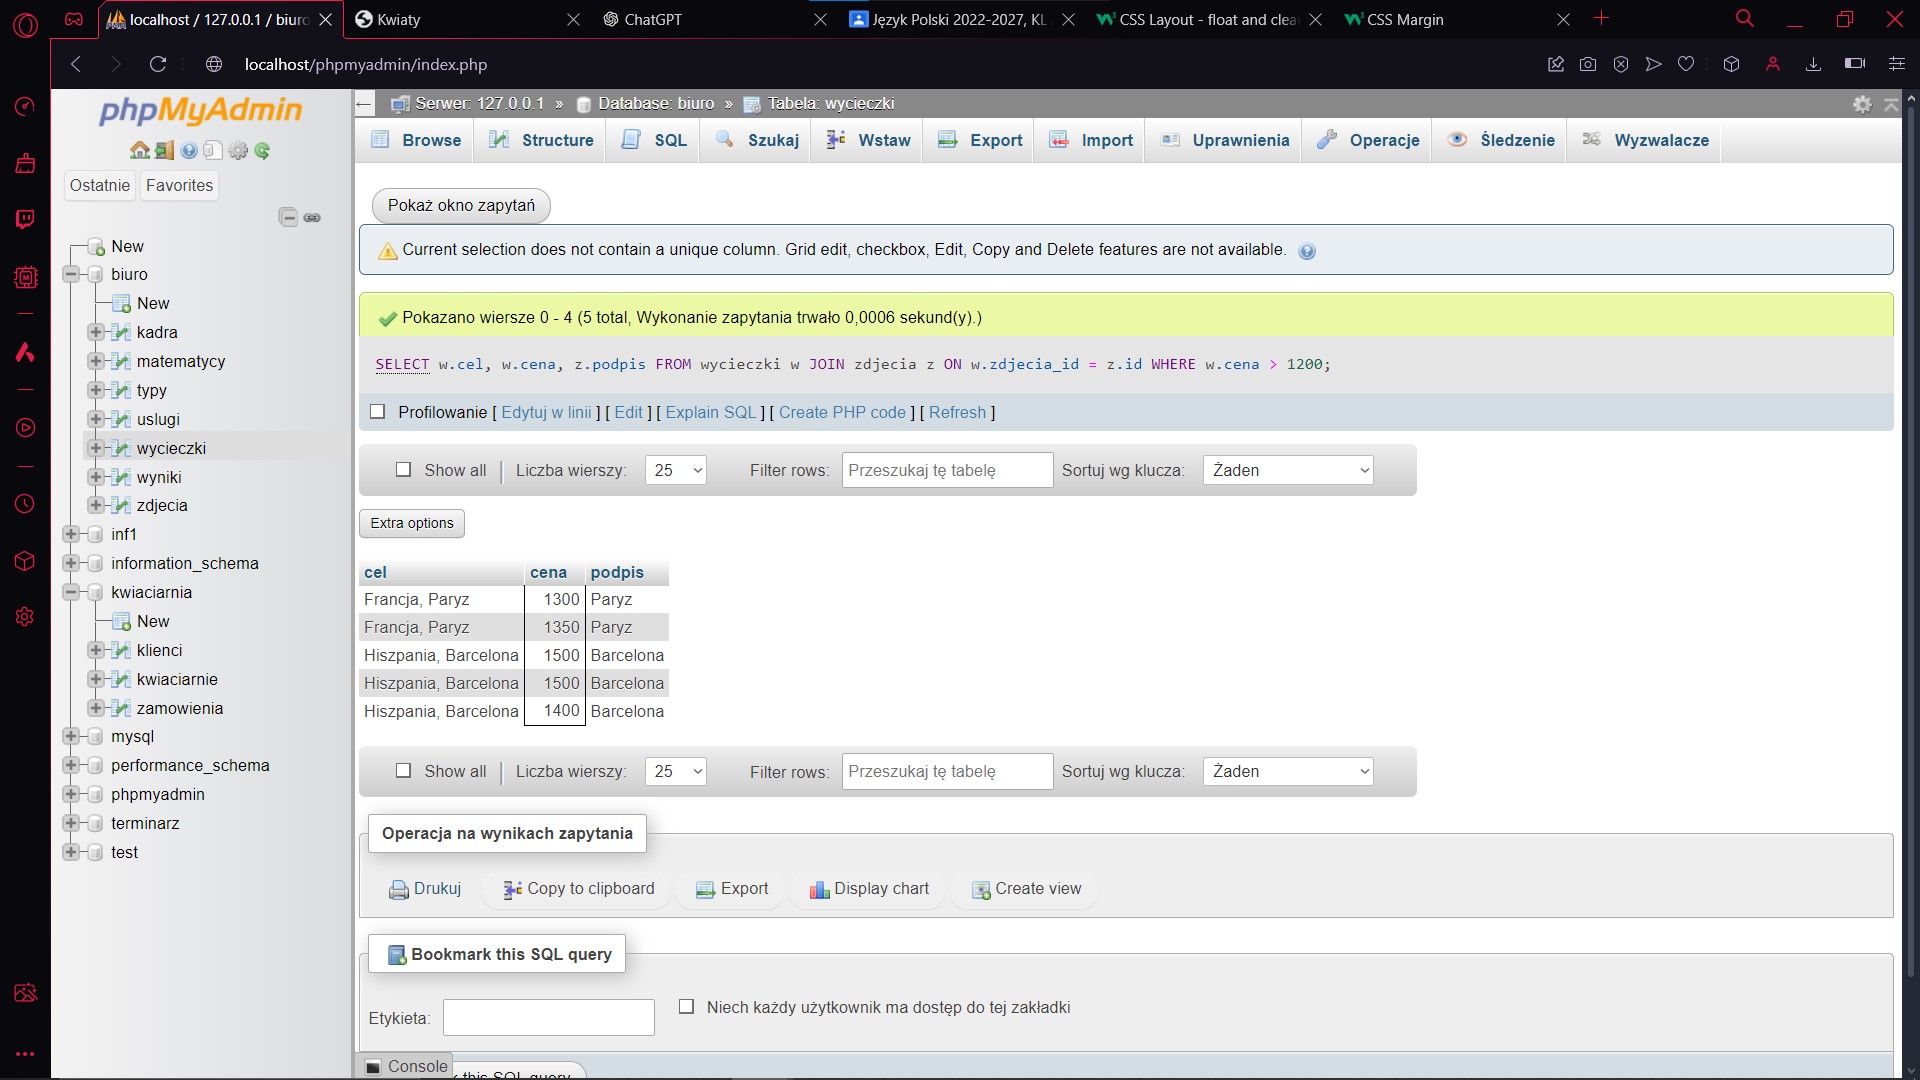 localhost / 127.0.0.1 / biuro
Kwiaty
ChatGPT
Język Polski 2022-2027, KL
CSS Layout - float and clea
CSS Margin
localhost/phpmyadmin/index.php
phpMyAdmin
Ostatnie
Favorites
New
biuro
New
kadra
matematycy
typy
uslugi
wycieczki
wyniki
zdjecia
inf1
information_schema
kwiaciarnia
New
klienci
kwiaciarnie
zamowienia
mysql
performance_schema
phpmyadmin
terminarz
test
Serwer: 127.0.0.1 » Database: biuro » Tabela: wycieczki
Browse Structure SQL Szukaj Wstaw Export Import Uprawnienia Operacje Śledzenie Wyzwalacze
Pokaż okno zapytań
Current selection does not contain a unique column. Grid edit, checkbox, Edit, Copy and Delete features are not available.
Pokazano wiersze 0 - 4 (5 total, Wykonanie zapytania trwało 0,0006 sekund(y).)
SELECT w.cel, w.cena, z.podpis FROM wycieczki w JOIN zdjecia z ON w.zdjecia_id = z.id WHERE w.cena > 1200;
Profilowanie [ Edytuj w linii ] [ Edit ] [ Explain SQL ] [ Create PHP code ] [ Refresh ]
Show all | Liczba wierszy: 25 Filter rows: Przeszukaj tę tabelę Sortuj wg klucza: Żaden
Extra options
cel cena podpis
Francja, Paryz 1300 Paryz
Francja, Paryz 1350 Paryz
Hiszpania, Barcelona 1500 Barcelona
Hiszpania, Barcelona 1500 Barcelona
Hiszpania, Barcelona 1400 Barcelona
Show all | Liczba wierszy: 25 Filter rows: Przeszukaj tę tabelę Sortuj wg klucza: Żaden
Operacja na wynikach zapytania
Drukuj Copy to clipboard Export Display chart Create view
Bookmark this SQL query
Etykieta:
Niech każdy użytkownik ma dostęp do tej zakładki
Console
this SQL query